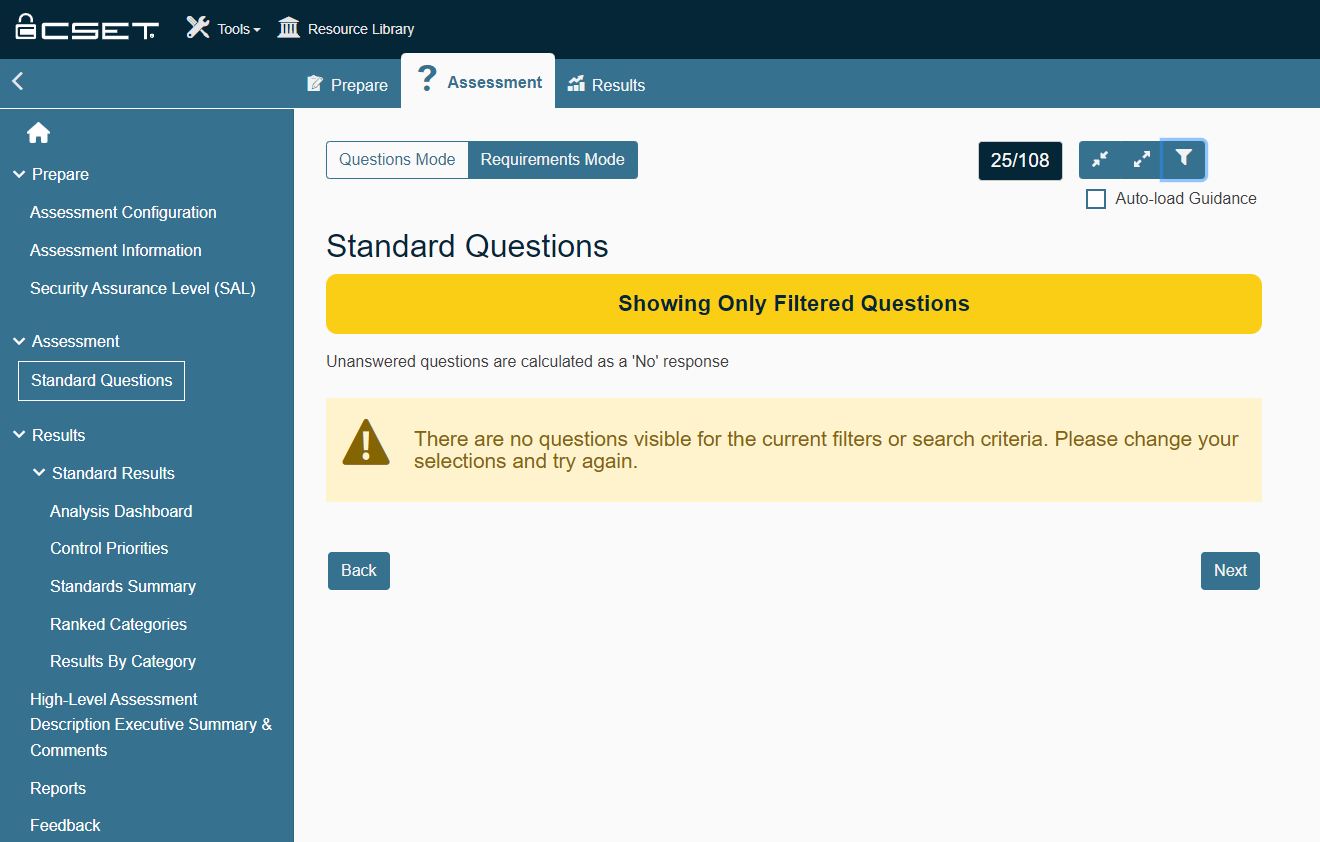 CSET
Tools
Resource Library
Prepare
? Assessment
Results
Prepare
Assessment Configuration
Assessment Information
Security Assurance Level (SAL)
Assessment
Standard Questions
Results
Standard Results
Analysis Dashboard
Control Priorities
Standards Summary
Ranked Categories
Results By Category
High-Level Assessment
Description Executive Summary &
Comments
Reports
Feedback
Questions Mode
Requirements Mode
25/108
Auto-load Guidance
Standard Questions
Showing Only Filtered Questions
Unanswered questions are calculated as a 'No' response
There are no questions visible for the current filters or search criteria. Please change your
selections and try again.
Back
Next